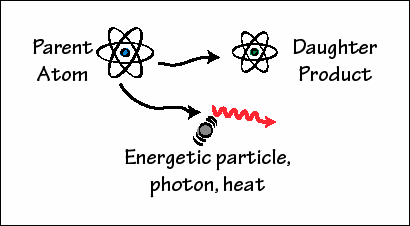 Parent
Atom
Daughter
Product
Energetic particle,
photon, heat